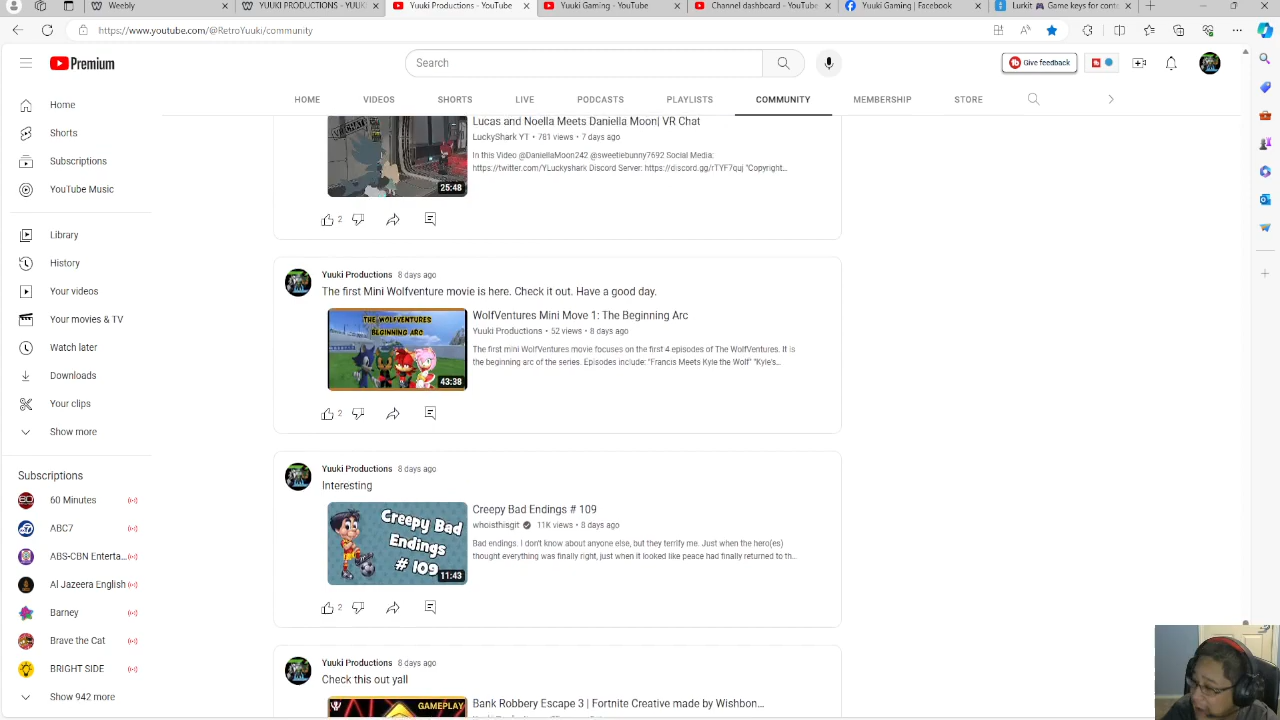 Weekly
YUUKI PRODUCTIONS - YUUK
Yuuki Productions - YouTube
Yuuki Gaming - YouTube
Channel dashboard - YouTube
Yuuki Gaming | Facebook
Lurkit 🎮 Game keys for conte
https://www.youtube.com/@RetroYuuki/community
Premium
Search
Give feedback
HOME
VIDEOS
SHORTS
LIVE
PODCASTS
PLAYLISTS
COMMUNITY
MEMBERSHIP
STORE
Home
Shorts
Subscriptions
YouTube Music
Library
History
Your videos
Your movies & TV
Watch later
Downloads
Your clips
Show more
Subscriptions
60 Minutes
ABC7
ABS-CBN Enterta...
Al Jazeera English
Barney
Brave the Cat
BRIGHT SIDE
Show 942 more
Lucas and Noella Meets Daniella Moon| VR Chat
LuckyShark YT • 781 views • 7 days ago
In this Video @DaniellaMoon242 @sweetiebunny7692 Social Media:
https://twitter.com/YLuckyshark Discord Server: https://discord.gg/rTYF7quj "Copyright...
25:48
2
Yuuki Productions 8 days ago
The first Mini Wolfventure movie is here. Check it out. Have a good day.
THE WOLFVENTURES
BEGINNING ARC
43:38
WolfVentures Mini Move 1: The Beginning Arc
Yuuki Productions • 52 views • 8 days ago
The first mini WolfVentures movie focuses on the first 4 episodes of The WolfVentures. It is
the beginning arc of the series. Episodes include: "Francis Meets Kyle the Wolf" "Kyle's...
2
Yuuki Productions 8 days ago
Interesting
Creepy Bad
Endings
# 109
11:43
Creepy Bad Endings # 109
whoisthisgit 11K views • 8 days ago
Bad endings. I don't know about anyone else, but they terrify me. Just when the hero(es)
thought everything was finally right, just when it looked like peace had finally returned to th...
2
Yuuki Productions 8 days ago
Check this out yall
GAMEPLAY
Bank Robbery Escape 3 | Fortnite Creative made by Wishbon...